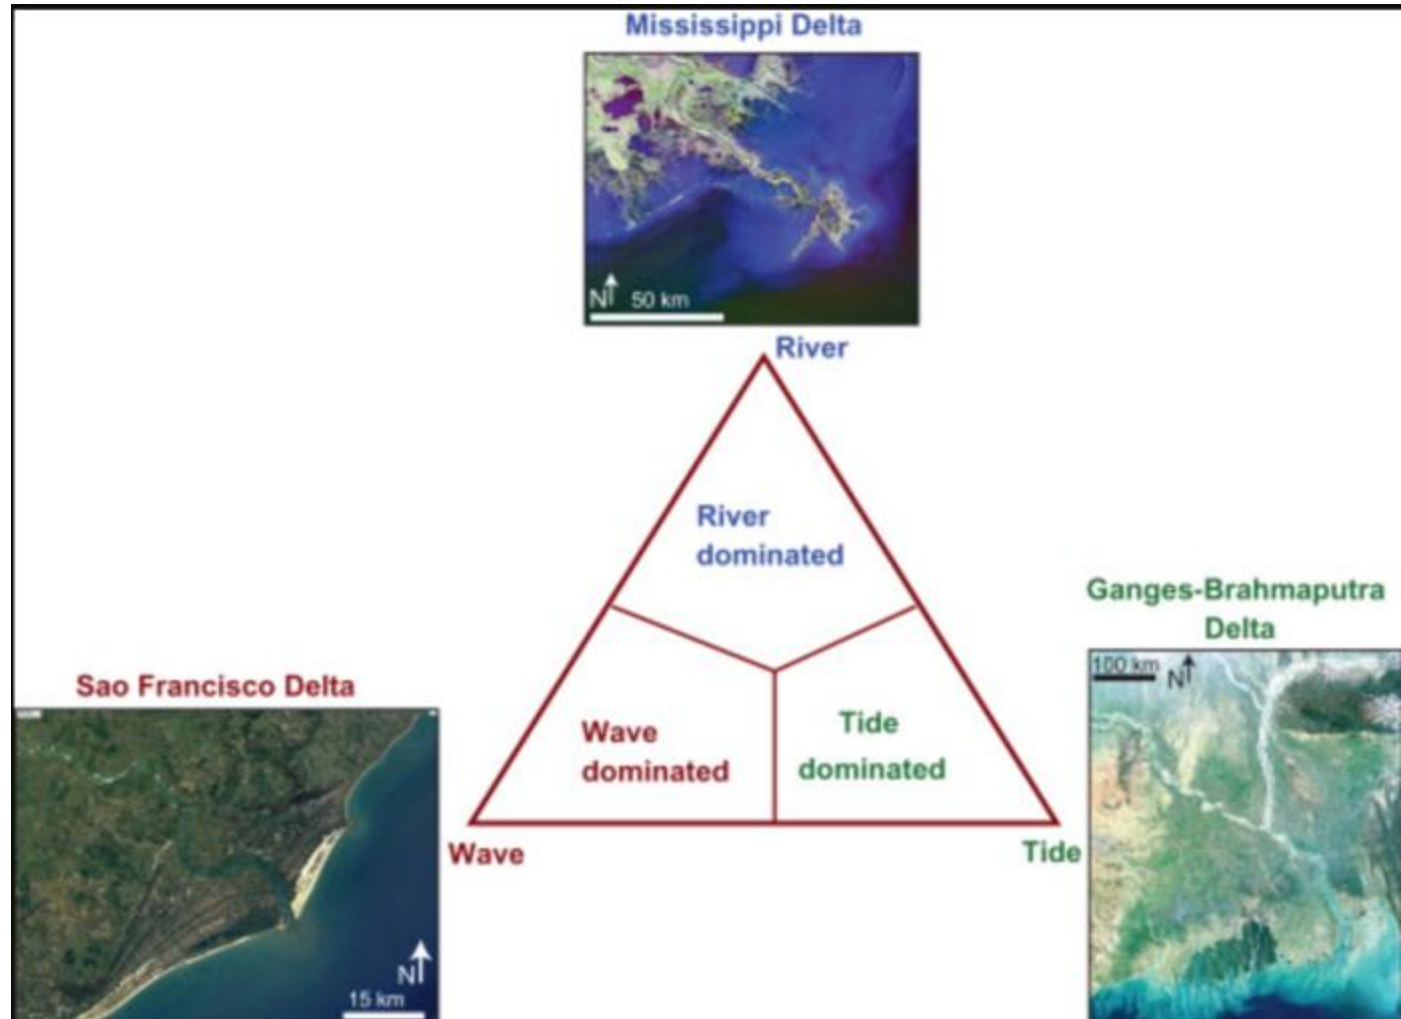 Mississippi Delta
N
50 km
River
River
dominated
Ganges-Brahmaputra
Delta
100 km
N
Sao Francisco Delta
Wave
dominated
Tide
dominated
Wave
Tide
N
15 km